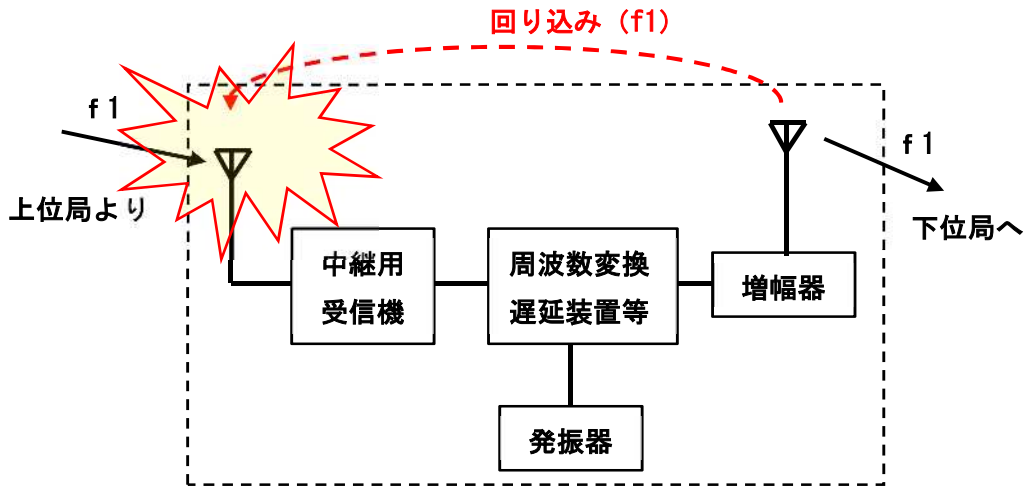 回り込み (f1)
f1
上位局より
f1
下位局へ
中継用
受信機
周波数変換
遅延装置等
増幅器
発振器